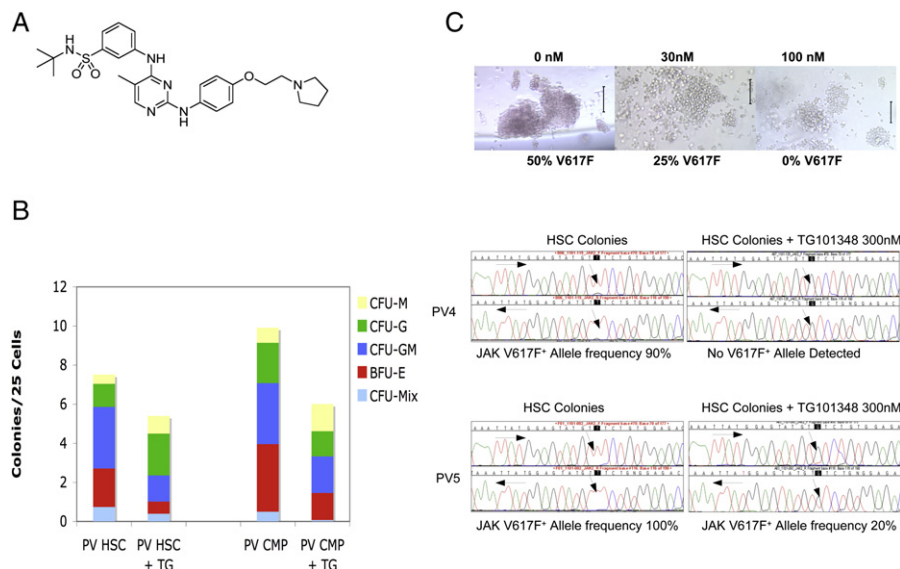 A
NH
HN
S
O O
N
N
NH
O
N
B
Colonies/25 Cells
12
10
8
6
4
2
0
CFU-M
CFU-G
CFU-GM
BFU-E
CFU-Mix
PV HSC
PV HSC + TG
PV CMP
PV CMP + TG
C
0 nM
30nM
100 nM
50% V617F
25% V617F
0% V617F
HSC Colonies
HSC Colonies + TG101348 300nM
PV4
JAK V617F+ Allele frequency 90%
No V617F+ Allele Detected
HSC Colonies
HSC Colonies + TG101348 300nM
PV5
JAK V617F+ Allele frequency 100%
JAK V617F+ Allele frequency 20%